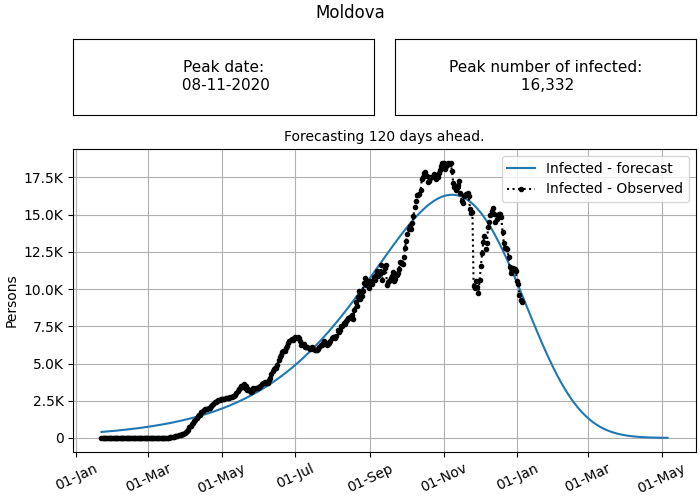 Moldova
Peak date:
08-11-2020
Peak number of infected:
16,332
Forecasting 120 days ahead.
Infected - forecast
Infected - Observed
Persons
17.5K
15.0K
12.5K
10.0K
7.5K
5.0K
2.5K
0
01-Jan
01-Mar
01-May
01-Jul
01-Sep
01-Nov
01-Jan
01-Mar
01-May